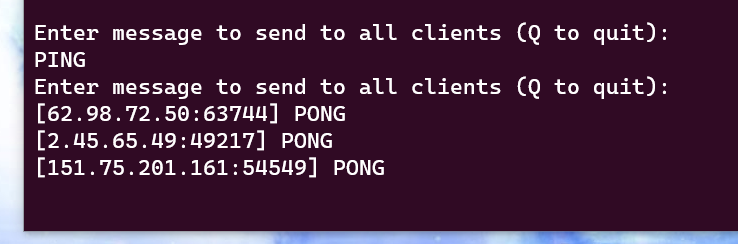 Enter message to send to all clients (Q to quit):
PING
Enter message to send to all clients (Q to quit):
[62.98.72.50:63744] PONG
[2.45.65.49:49217] PONG
[151.75.201.161:54549] PONG